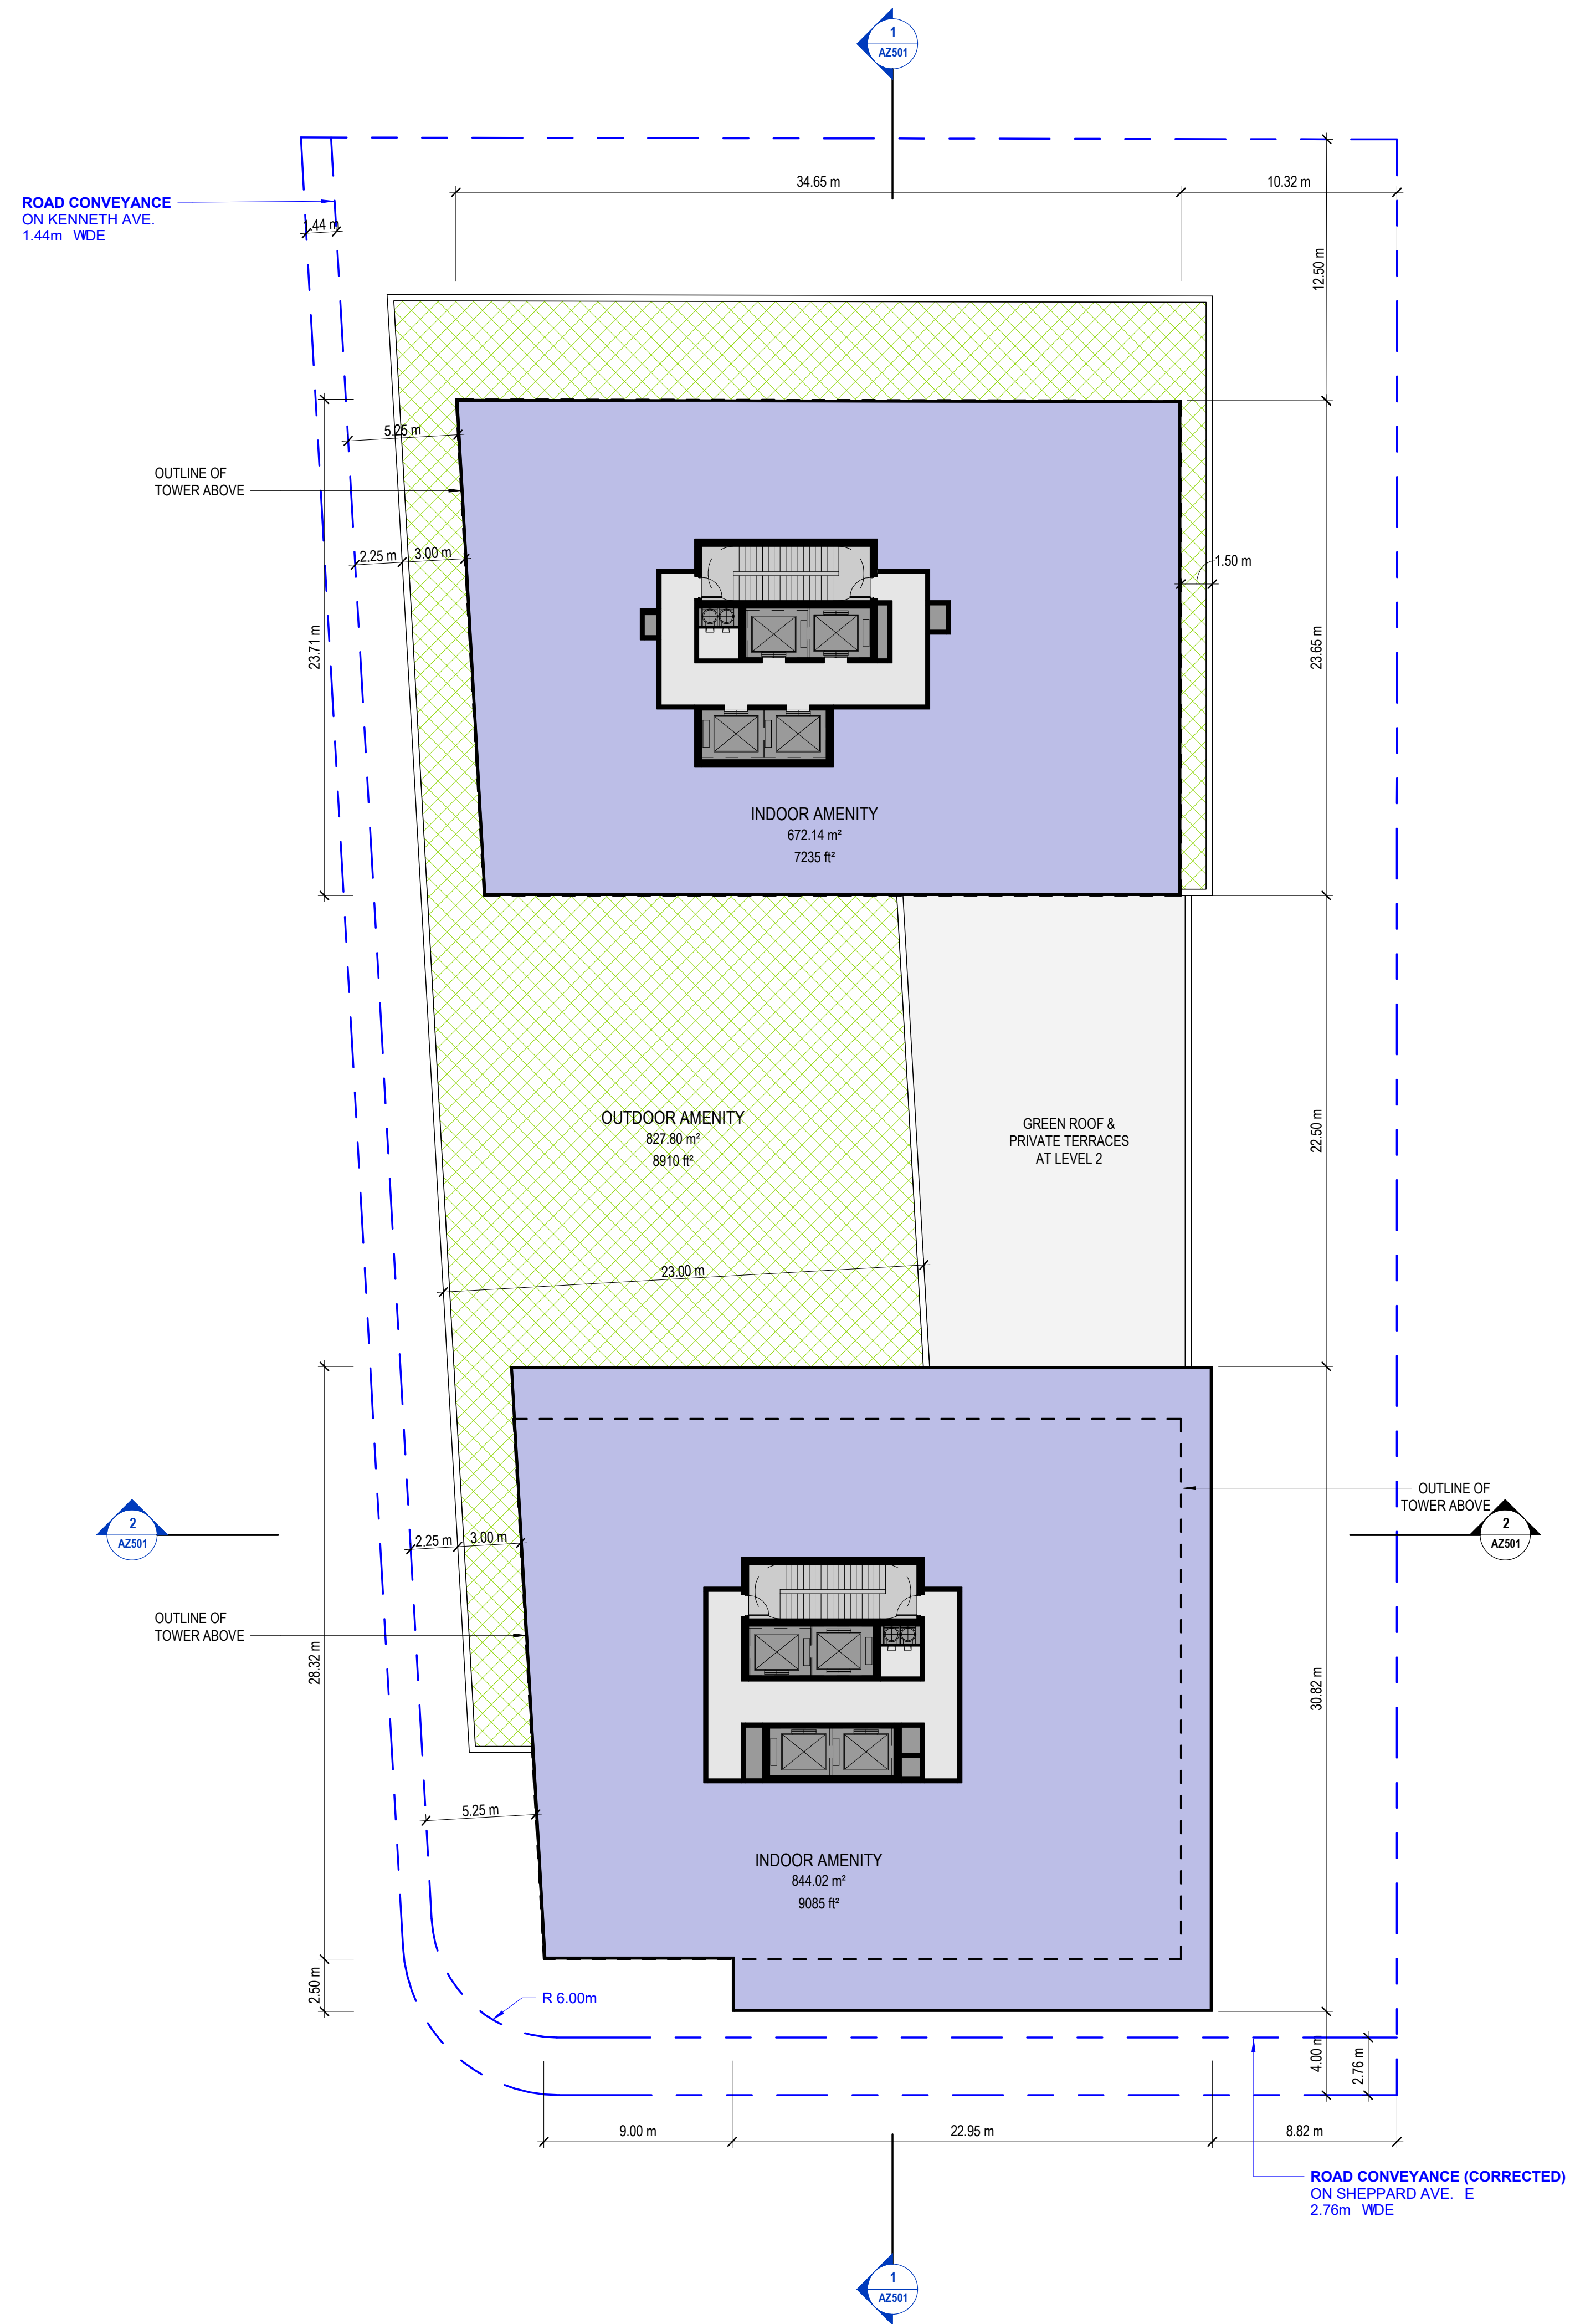 1
AZ501
34.65 m
10.32 m
ROAD CONVEYANCE
ON KENNETH AVE.
1.44m WIDE
1.44 m
12.50 m
5.25 m
OUTLINE OF
TOWER ABOVE
2.25 m
3.00 m
1.50 m
23.71 m
23.65 m
INDOOR AMENITY
672.14 m²
7235 ft²
OUTDOOR AMENITY
827.80 m²
8910 ft²
GREEN ROOF &
PRIVATE TERRACES
AT LEVEL 2
22.50 m
23.00 m
OUTLINE OF
TOWER ABOVE
2
AZ501
2
AZ501
2.25 m
3.00 m
OUTLINE OF
TOWER ABOVE
28.32 m
30.82 m
5.25 m
INDOOR AMENITY
844.02 m²
9085 ft²
2.50 m
R 6.00m
4.00 m
2.76 m
9.00 m
22.95 m
8.82 m
ROAD CONVEYANCE (CORRECTED)
ON SHEPPARD AVE. E
2.76m WIDE
1
AZ501